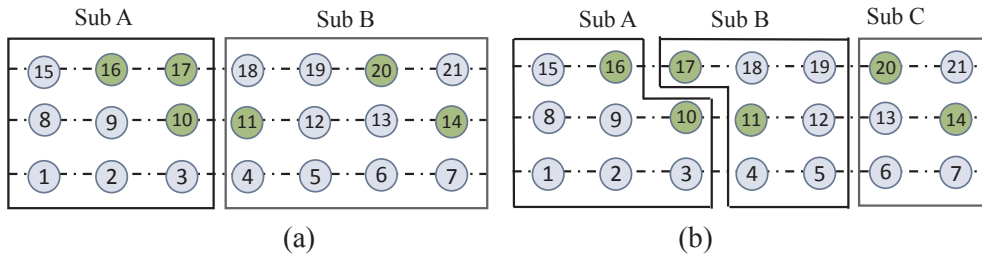 Sub A Sub B Sub A Sub B Sub C
15 16 17 18 19 20 21 15 16 17 18 19 20 21
8 9 10 11 12 13 14 8 9 10 11 12 13 14
1 2 3 4 5 6 7 1 2 3 4 5 6 7
(a) (b)